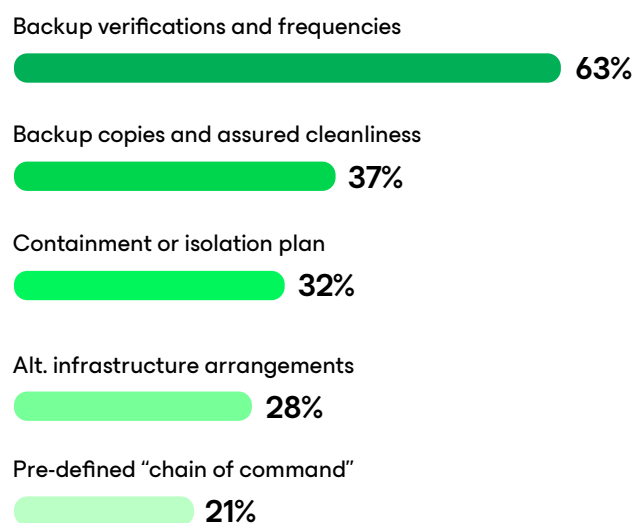 Backup verifications and frequencies
63%
Backup copies and assured cleanliness
37%
Containment or isolation plan
32%
Alt. infrastructure arrangements
28%
Pre-defined “chain of command”
21%